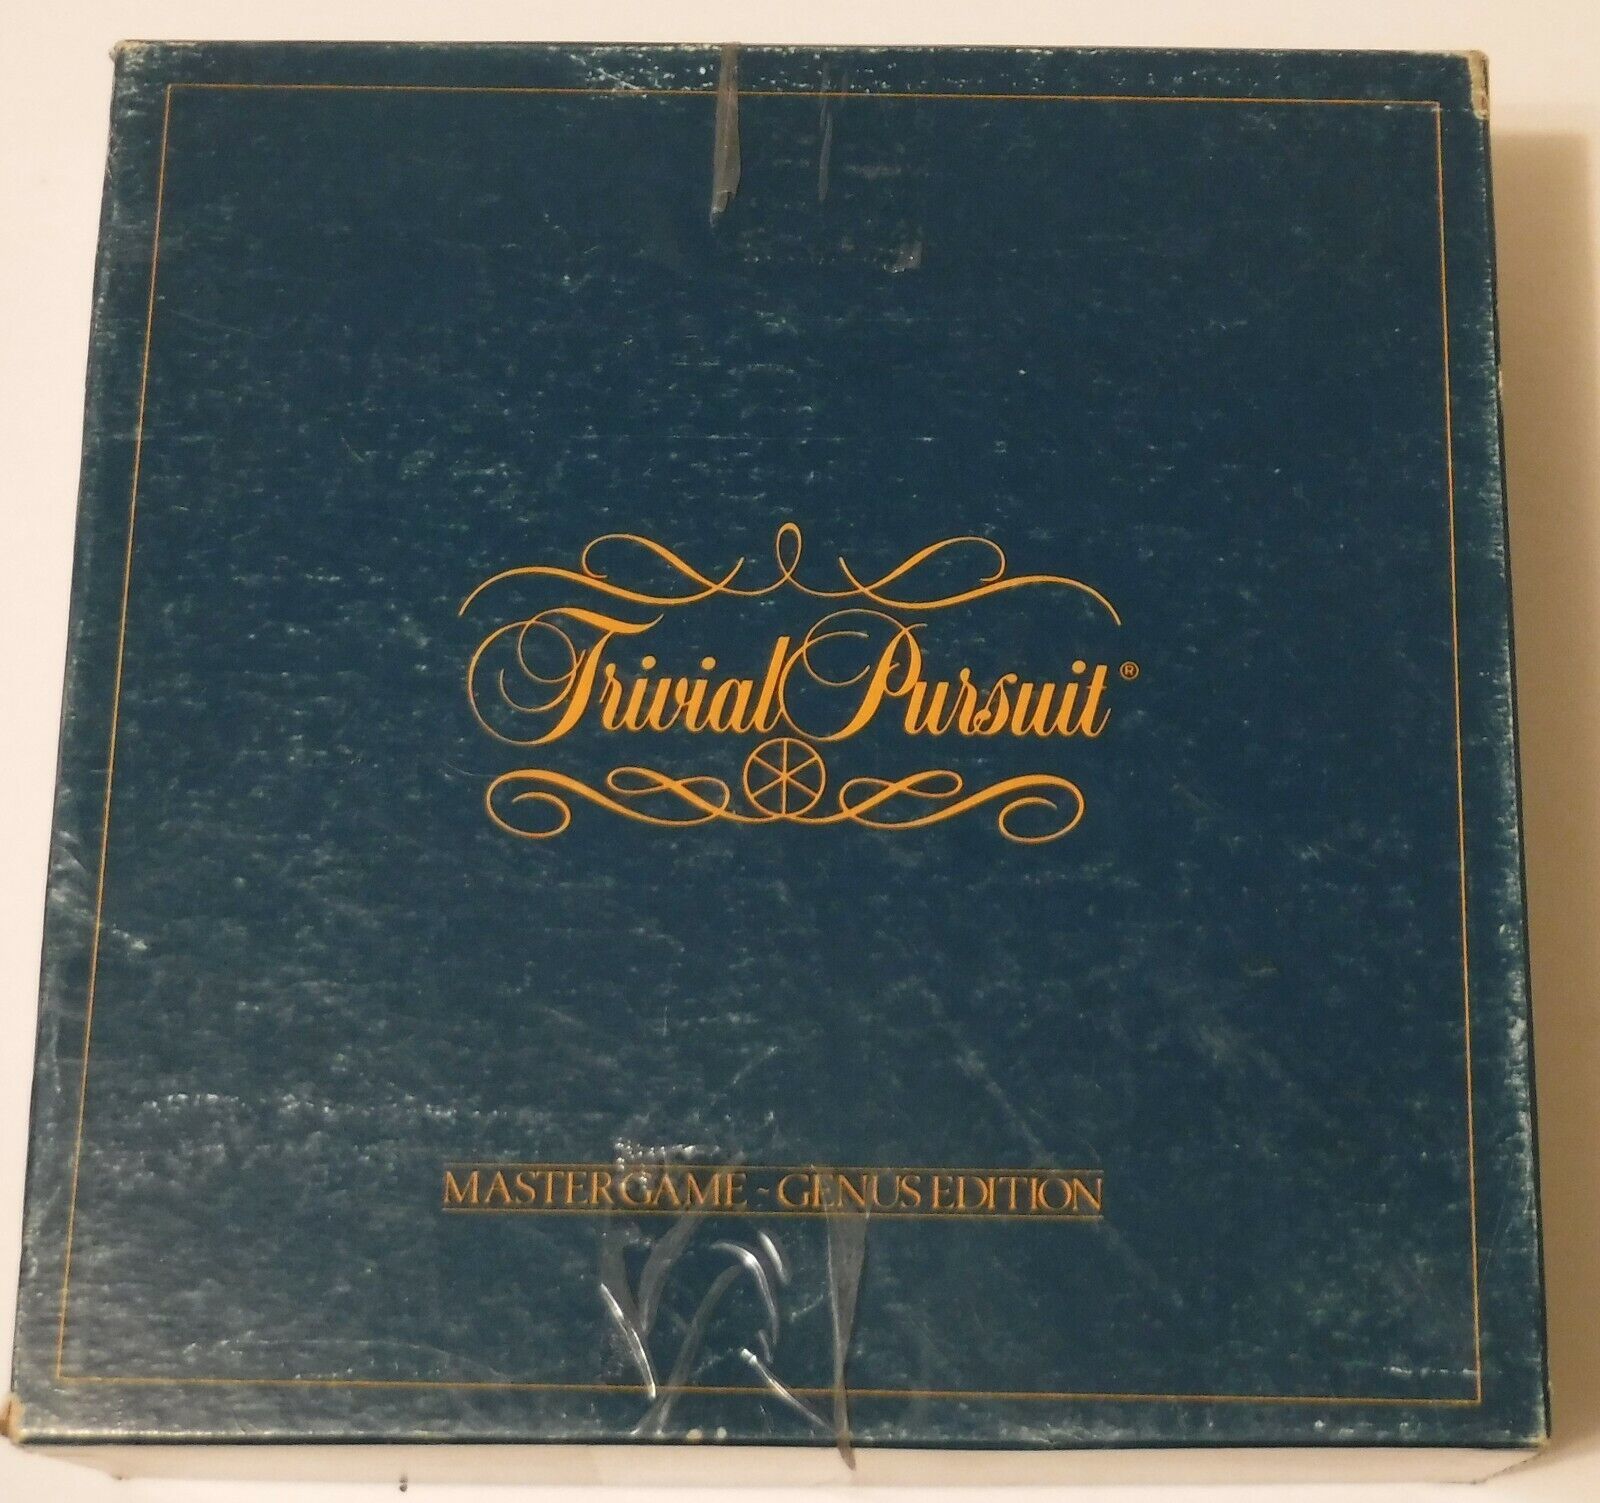 Trivial Pursuit®
MASTER GAME ~ GENUS EDITION